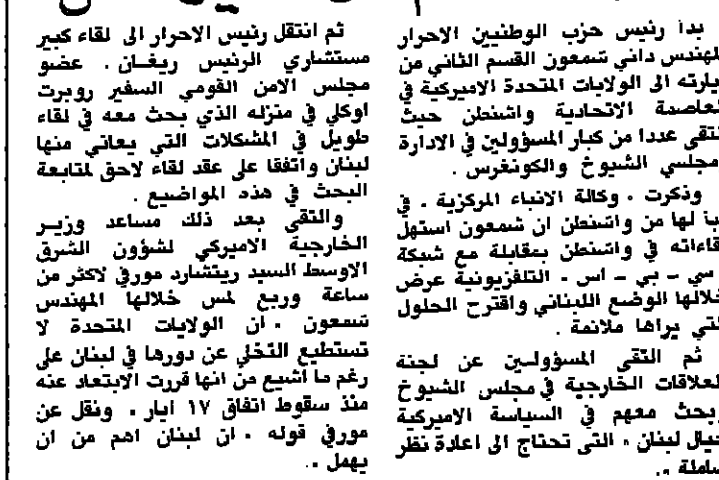 بدأ رئيس حزب الوطنيين الاحرار
المهندس داني شمعون القسم الثاني من
يارته الى الولايات المتحدة الاميركية في
لعاصمة الاتحادية واشنطن حيث
لتقى عددا من كبار المسؤولين في الادارة
مجلسي الشيوخ والكونغرس .
وذكرت . وكالة الانباء المركزية . في
بأ لها من واشنطن ان شمعون استهل
قاءاته في واشنطن بمقابلة مع شبكة
سي - بي - اس . التلفزيونية عرض
خلالها الوضع اللبناني واقترح الحلول
لتي يراها ملائمة .
ثم التقى المسؤولين عن لجنة
لعلاقات الخارجية في مجلس الشيوخ
بحث معهم في السياسة الاميركية
حيال لبنان « التي تحتاج الى اعادة نظر
شاملة ».
ثم انتقل رئيس الاحرار الى لقاء كبير
مستشاري الرئيس ريغان . عضو
مجلس الامن القومي السفير روبرت
اوكلي في منزله الذي بحث معه في لقاء
طويل في المشكلات التي يعاني منها
لبنان واتفقا على عقد لقاء لاحق لمتابعة
البحث في هذه المواضيع .
والتقى بعد ذلك مساعد وزير
الخارجية الاميركي لشؤون الشرق
الاوسط السيد ريتشارد مورفي لاكثر من
ساعة وربع لمس خلالها المهندس
شمعون . ان الولايات المتحدة لا
تستطيع التخلي عن دورها في لبنان على
رغم ما اشيع من انها قررت الابتعاد عنه
منذ سقوط اتفاق ١٧ ايار . ونقل عن
مورفي قوله . ان لبنان اهم من ان
يهمل ..